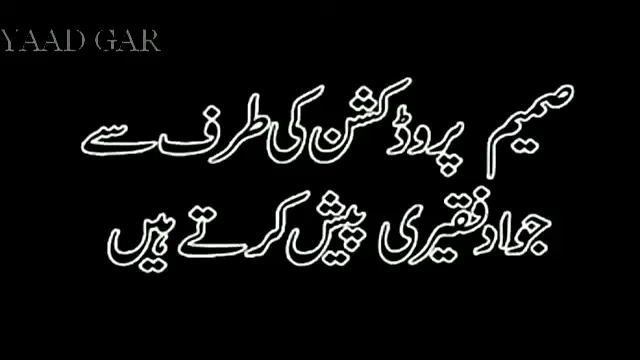 YAAD GAR
صمیم پروڈکشن کی طرف سے
جواد فقیری پیش کرتے ہیں